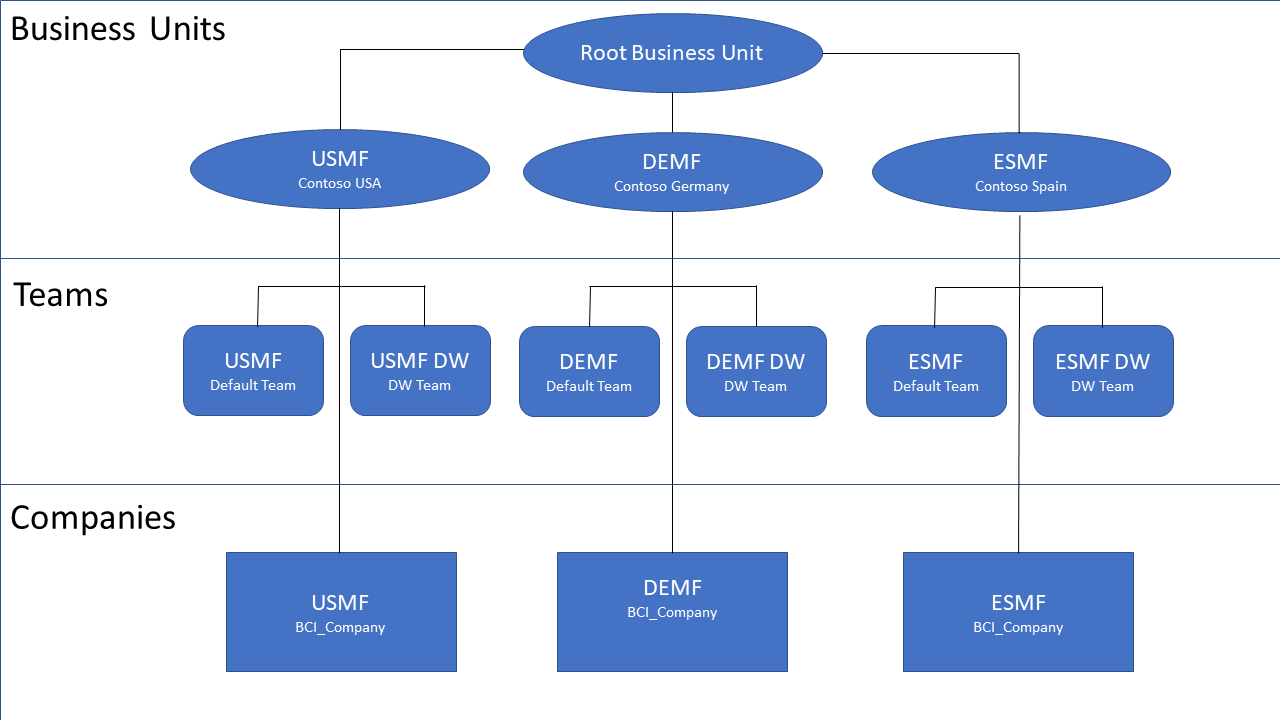 Business Units
Root Business Unit
USMF
Contoso USA
DEMF
Contoso Germany
ESMF
Contoso Spain
Teams
USMF
Default Team
USMF DW
DW Team
DEMF
Default Team
DEMF DW
DW Team
ESMF
Default Team
ESMF DW
DW Team
Companies
USMF
BCI_Company
DEMF
BCI_Company
ESMF
BCI_Company